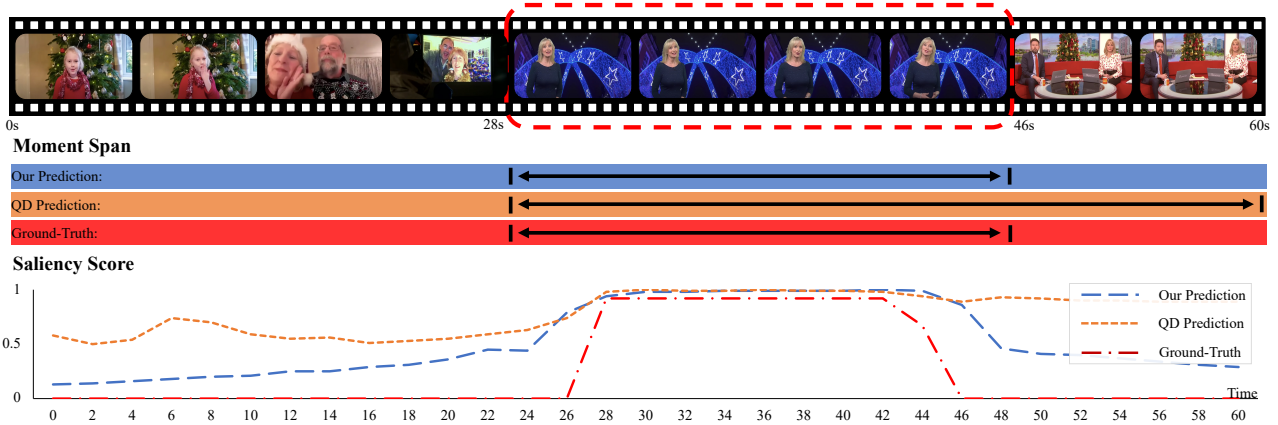 0s 28s 46s 60s
Moment Span
Our Prediction:
QD Prediction:
Ground-Truth:
Saliency Score
1
Our Prediction
QD Prediction
0.5
Ground-Truth
Time
0
0 2 4 6 8 10 12 14 16 18 20 22 24 26 28 30 32 34 36 38 40 42 44 46 48 50 52 54 56 58 60